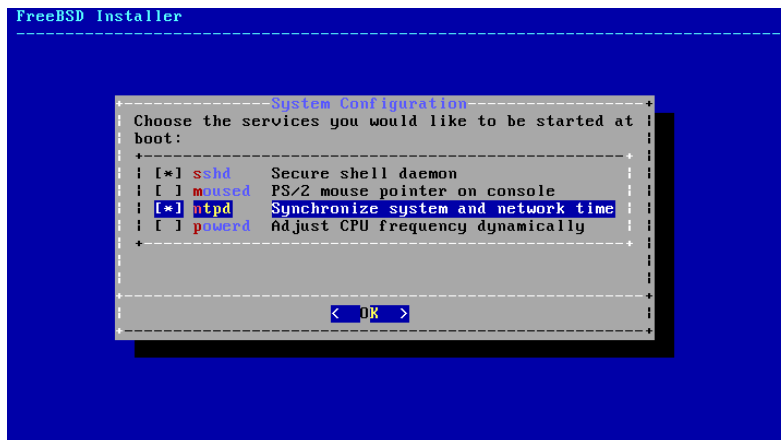 FreeBSD Installer
System Configuration
Choose the services you would like to be started at
boot:
[*] sshd Secure shell daemon
[ ] moused PS/2 mouse pointer on console
[*] ntpd Synchronize system and network time
[ ] powerd Adjust CPU frequency dynamically
< OK >